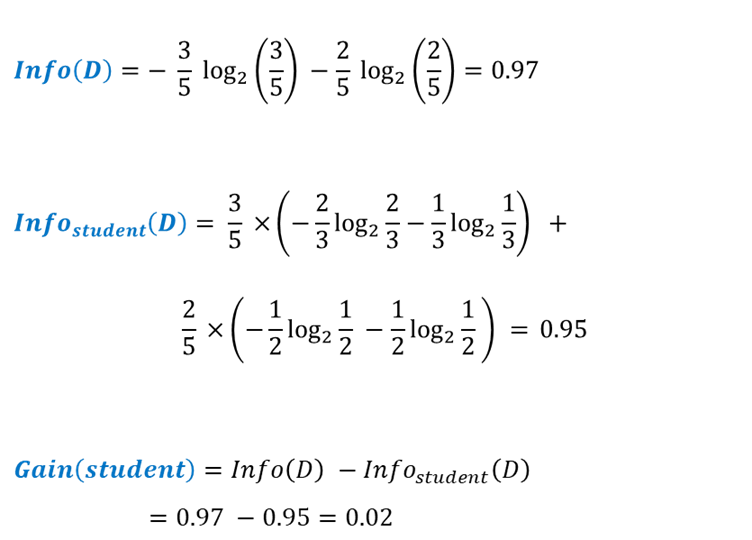 Info(D) = − 3/5 log₂ (3/5) − 2/5 log₂ (2/5) = 0.97
Info_student(D) = 3/5 × (− 2/3 log₂ 2/3 − 1/3 log₂ 1/3) +
2/5 × (− 1/2 log₂ 1/2 − 1/2 log₂ 1/2) = 0.95
Gain(student) = Info(D) − Info_student(D)
= 0.97 − 0.95 = 0.02